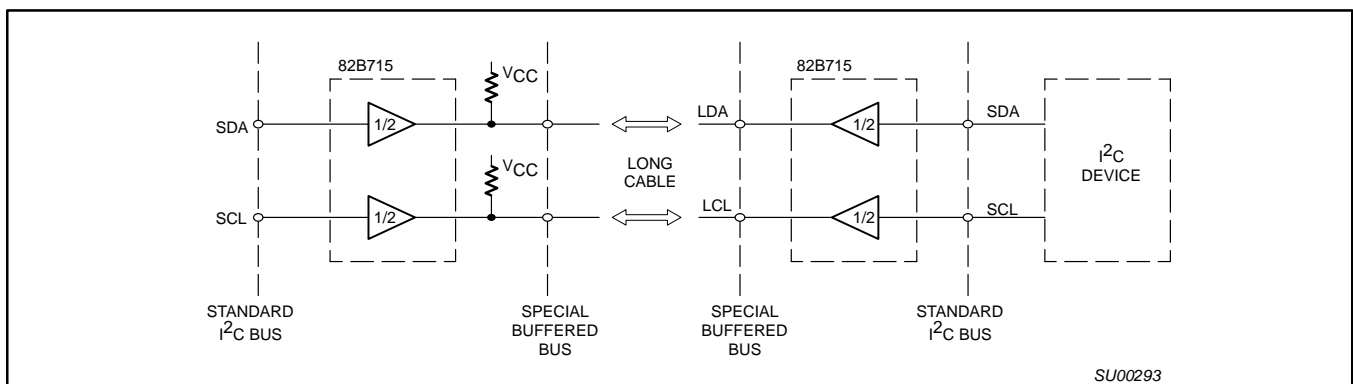 82B715
82B715
VCC
SDA
1/2
LDA
1/2
SDA
I2C
DEVICE
LONG
CABLE
VCC
SCL
1/2
LCL
1/2
SCL
STANDARD
I2C BUS
SPECIAL
BUFFERED
BUS
SPECIAL
BUFFERED
BUS
STANDARD
I2C BUS
SU00293